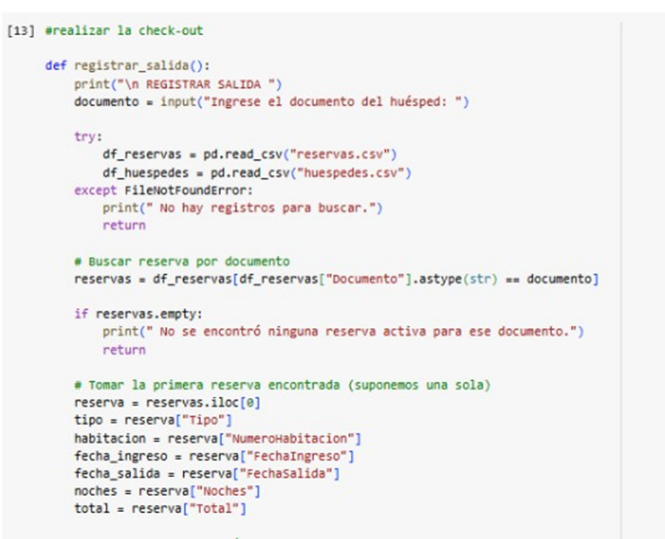 [13] #realizar la check-out
def registrar_salida():
print("\n REGISTRAR SALIDA ")
documento = input("Ingrese el documento del huésped: ")
try:
df_reservas = pd.read_csv("reservas.csv")
df_huespedes = pd.read_csv("huespedes.csv")
except FileNotFoundError:
print(" No hay registros para buscar.")
return
# Buscar reserva por documento
reservas = df_reservas[df_reservas["Documento"].astype(str) == documento]
if reservas.empty:
print(" No se encontró ninguna reserva activa para ese documento.")
return
# Tomar la primera reserva encontrada (suponemos una sola)
reserva = reservas.iloc[0]
tipo = reserva["Tipo"]
habitacion = reserva["NumeroHabitacion"]
fecha_ingreso = reserva["FechaIngreso"]
fecha_salida = reserva["FechaSalida"]
noches = reserva["Noches"]
total = reserva["Total"]